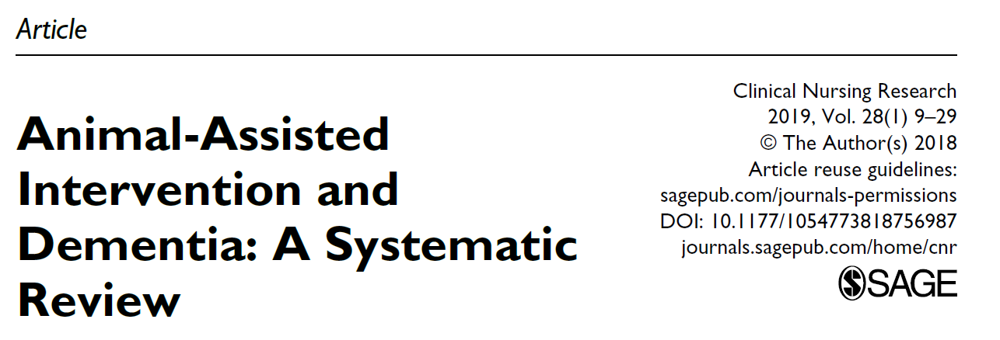 Article
Animal-Assisted
Intervention and
Dementia: A Systematic
Review
Clinical Nursing Research
2019, Vol. 28(1) 9–29
© The Author(s) 2018
Article reuse guidelines:
sagepub.com/journals-permissions
DOI: 10.1177/1054773818756987
journals.sagepub.com/home/cnr
SAGE